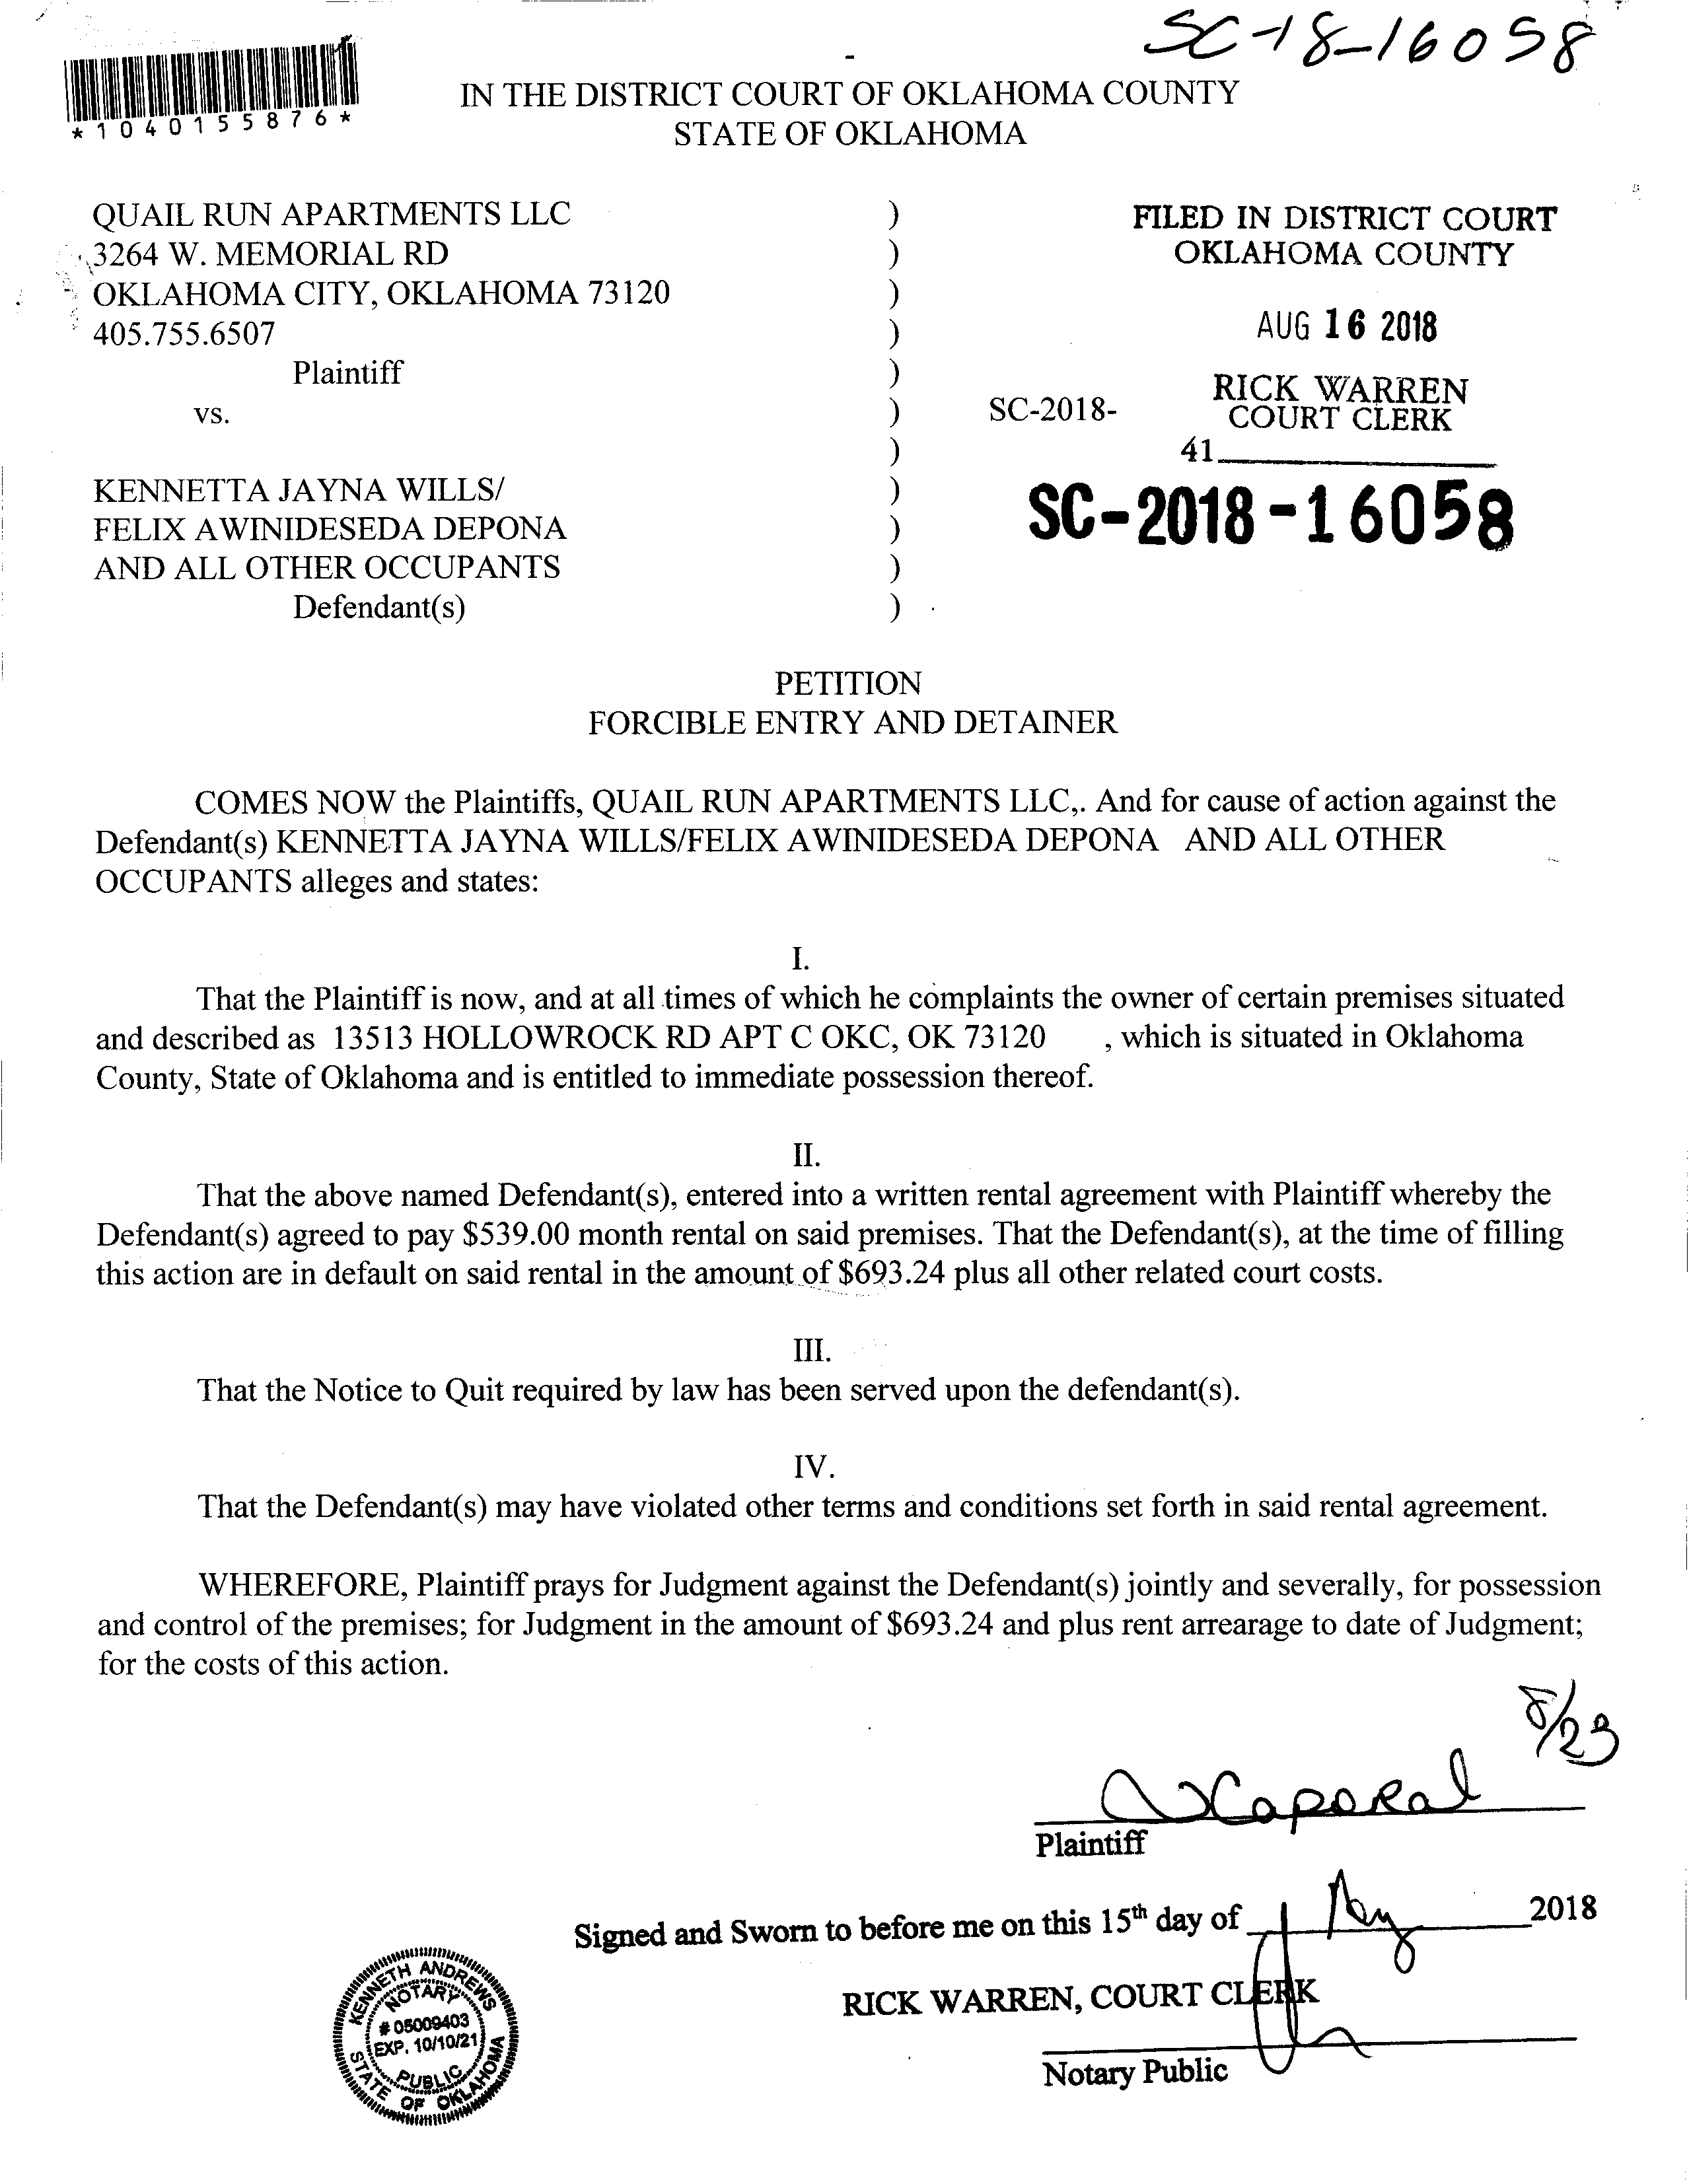 SC-18-16058
*1040155876*
IN THE DISTRICT COURT OF OKLAHOMA COUNTY
STATE OF OKLAHOMA
QUAIL RUN APARTMENTS LLC )
3264 W. MEMORIAL RD )
OKLAHOMA CITY, OKLAHOMA 73120 )
405.755.6507 )
Plaintiff )
vs. ) SC-2018-
)
KENNETTA JAYNA WILLS/ )
FELIX AWINIDESEDA DEPONA )
AND ALL OTHER OCCUPANTS )
Defendant(s) )
FILED IN DISTRICT COURT
OKLAHOMA COUNTY
AUG 16 2018
RICK WARREN
COURT CLERK
41
SC-2018-16058
PETITION
FORCIBLE ENTRY AND DETAINER
COMES NOW the Plaintiffs, QUAIL RUN APARTMENTS LLC,. And for cause of action against the
Defendant(s) KENNETTA JAYNA WILLS/FELIX AWINIDESEDA DEPONA AND ALL OTHER
OCCUPANTS alleges and states:
I.
That the Plaintiff is now, and at all times of which he complaints the owner of certain premises situated
and described as 13513 HOLLOWROCK RD APT C OKC, OK 73120 , which is situated in Oklahoma
County, State of Oklahoma and is entitled to immediate possession thereof.
II.
That the above named Defendant(s), entered into a written rental agreement with Plaintiff whereby the
Defendant(s) agreed to pay $539.00 month rental on said premises. That the Defendant(s), at the time of filling
this action are in default on said rental in the amount of $693.24 plus all other related court costs.
III.
That the Notice to Quit required by law has been served upon the defendant(s).
IV.
That the Defendant(s) may have violated other terms and conditions set forth in said rental agreement.
WHEREFORE, Plaintiff prays for Judgment against the Defendant(s) jointly and severally, for possession
and control of the premises; for Judgment in the amount of $693.24 and plus rent arrearage to date of Judgment;
for the costs of this action.
8/23
Caporal
Plaintiff
Signed and Sworn to before me on this 15th day of 2018
RICK WARREN, COURT CLERK
Notary Public
KENNETH ANDREWS
NOTARY
# 05009403
EXP. 10/10/21
PUBLIC
STATE OF OKLAHOMA